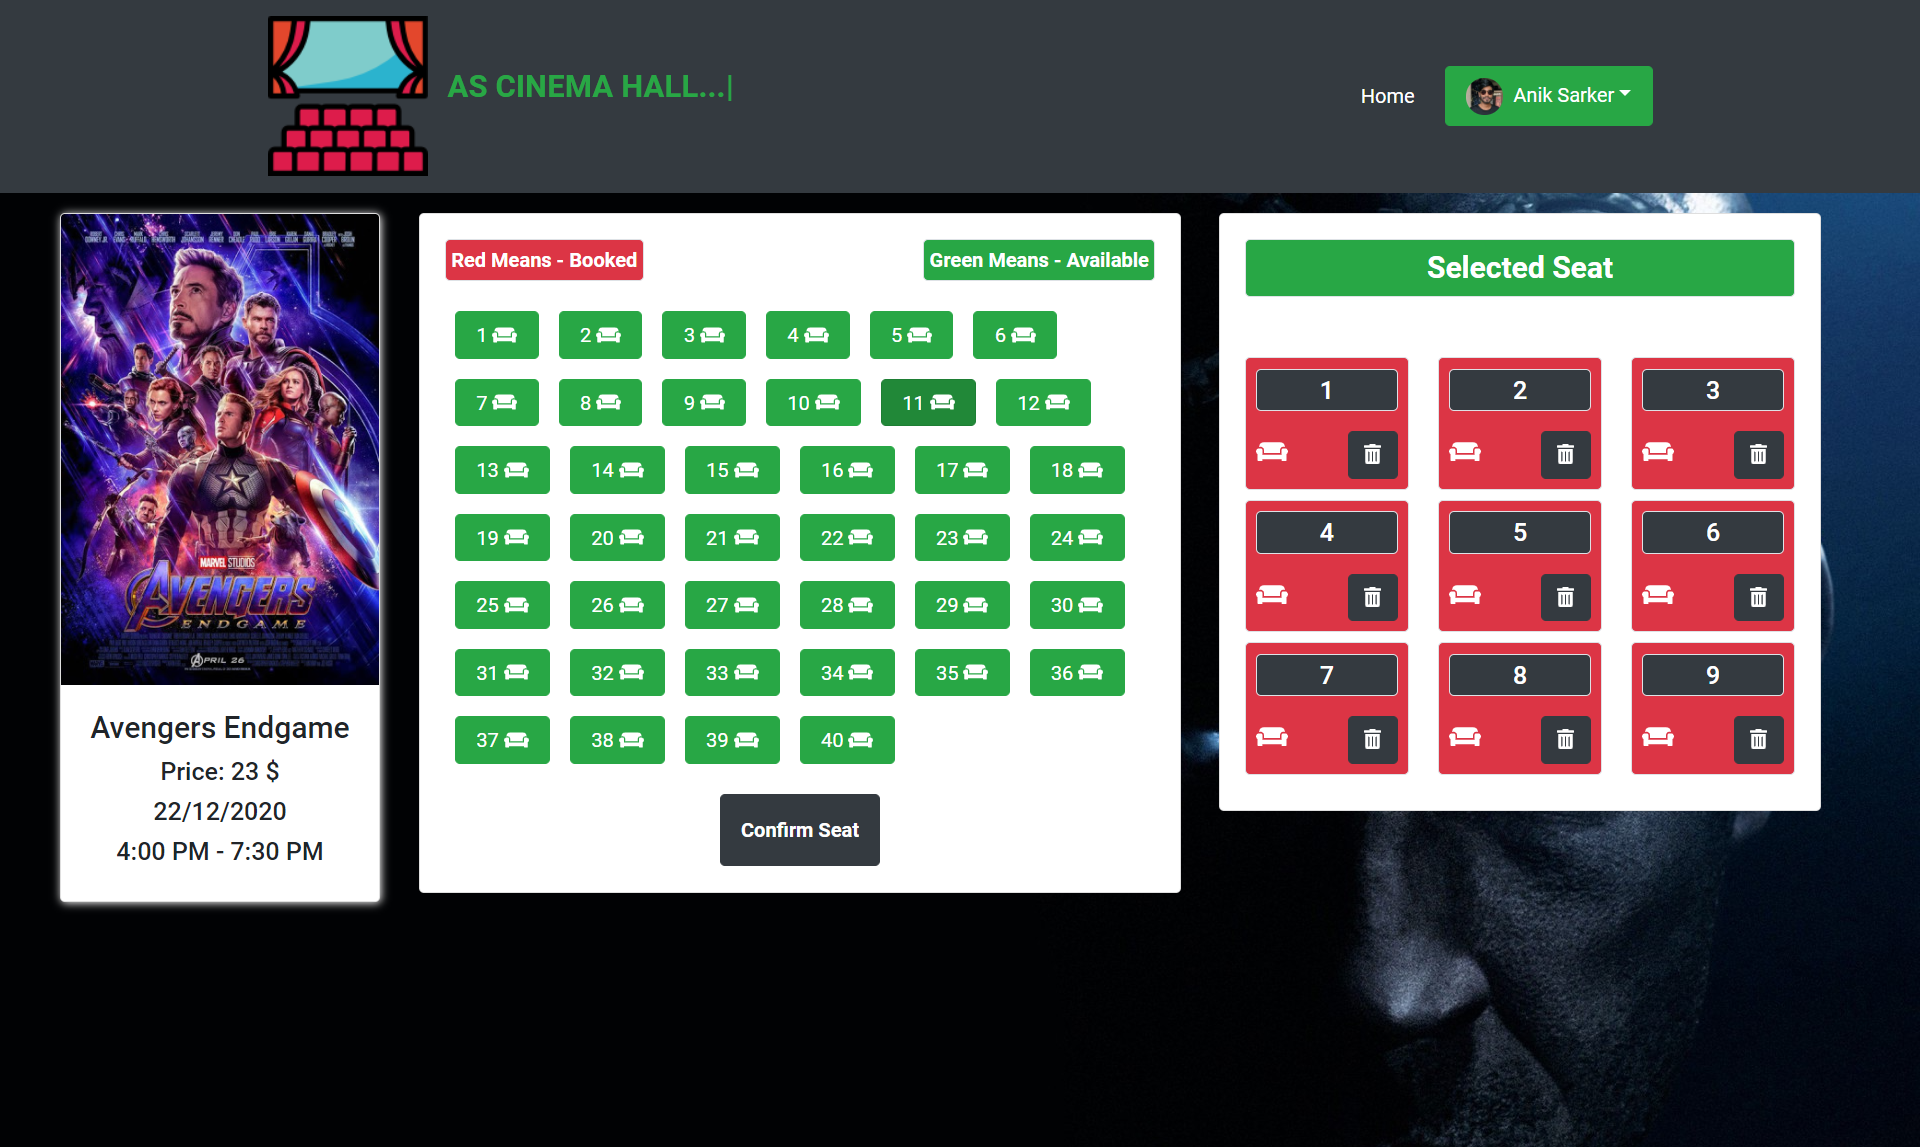 AS CINEMA HALL...|
Home
Anik Sarker
MARVEL STUDIOS
AVENGERS
ENDGAME
APRIL 26
Avengers Endgame
Price: 23 $
22/12/2020
4:00 PM - 7:30 PM
Red Means - Booked
Green Means - Available
1 2 3 4 5 6
7 8 9 10 11 12
13 14 15 16 17 18
19 20 21 22 23 24
25 26 27 28 29 30
31 32 33 34 35 36
37 38 39 40
Confirm Seat
Selected Seat
1 2 3
4 5 6
7 8 9